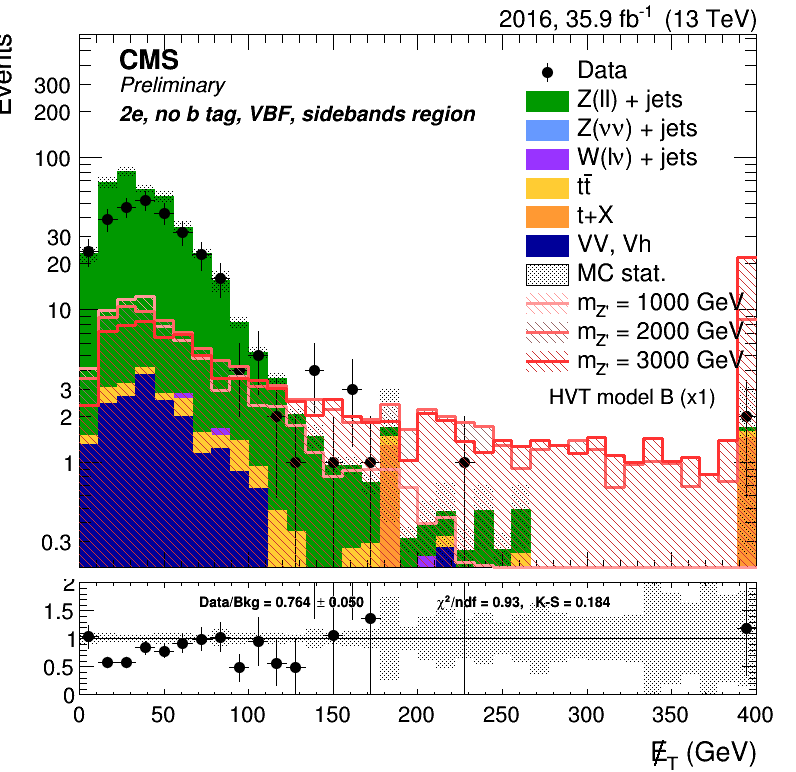 2016, 35.9 fb⁻¹ (13 TeV)
Events
CMS
Preliminary
2e, no b tag, VBF, sidebands region
Data
Z(ll) + jets
Z(νν) + jets
W(lν) + jets
tt̄
t+X
VV, Vh
MC stat.
m_Z' = 1000 GeV
m_Z' = 2000 GeV
m_Z' = 3000 GeV
HVT model B (x1)
300
200
100
30
20
10
3
2
1
0.3
Data/Bkg = 0.764 ± 0.050 χ²/ndf = 0.93, K-S = 0.184
2
1.5
1
0.5
0
0 50 100 150 200 250 300 350 400
E̸_T (GeV)